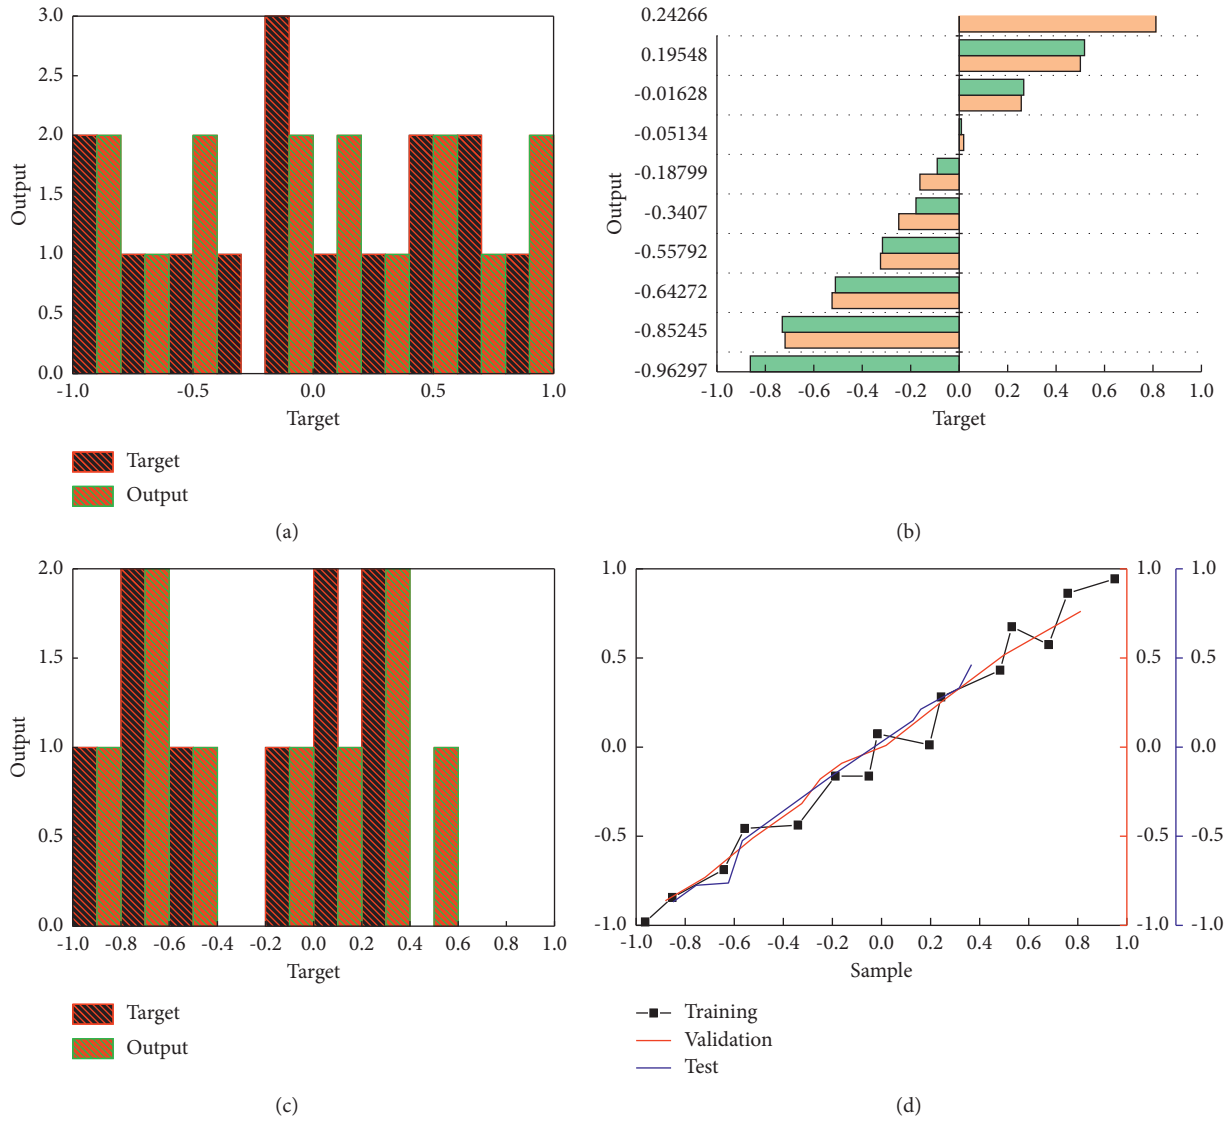 3.0
2.5
2.0
1.5
1.0
0.5
0.0
Output
-1.0 -0.5 0.0 0.5 1.0
Target
Target
Output
(a)
0.24266
0.19548
-0.01628
-0.05134
-0.18799
-0.3407
-0.55792
-0.64272
-0.85245
-0.96297
Output
-1.0 -0.8 -0.6 -0.4 -0.2 0.0 0.2 0.4 0.6 0.8 1.0
Target
(b)
2.0
1.5
1.0
0.5
0.0
Output
-1.0 -0.8 -0.6 -0.4 -0.2 0.0 0.2 0.4 0.6 0.8 1.0
Target
Target
Output
(c)
1.0 1.0 1.0
0.5 0.5 0.5
0.0 0.0 0.0
-0.5 -0.5 -0.5
-1.0 -1.0 -1.0
-1.0 -0.8 -0.6 -0.4 -0.2 0.0 0.2 0.4 0.6 0.8 1.0
Sample
Training
Validation
Test
(d)